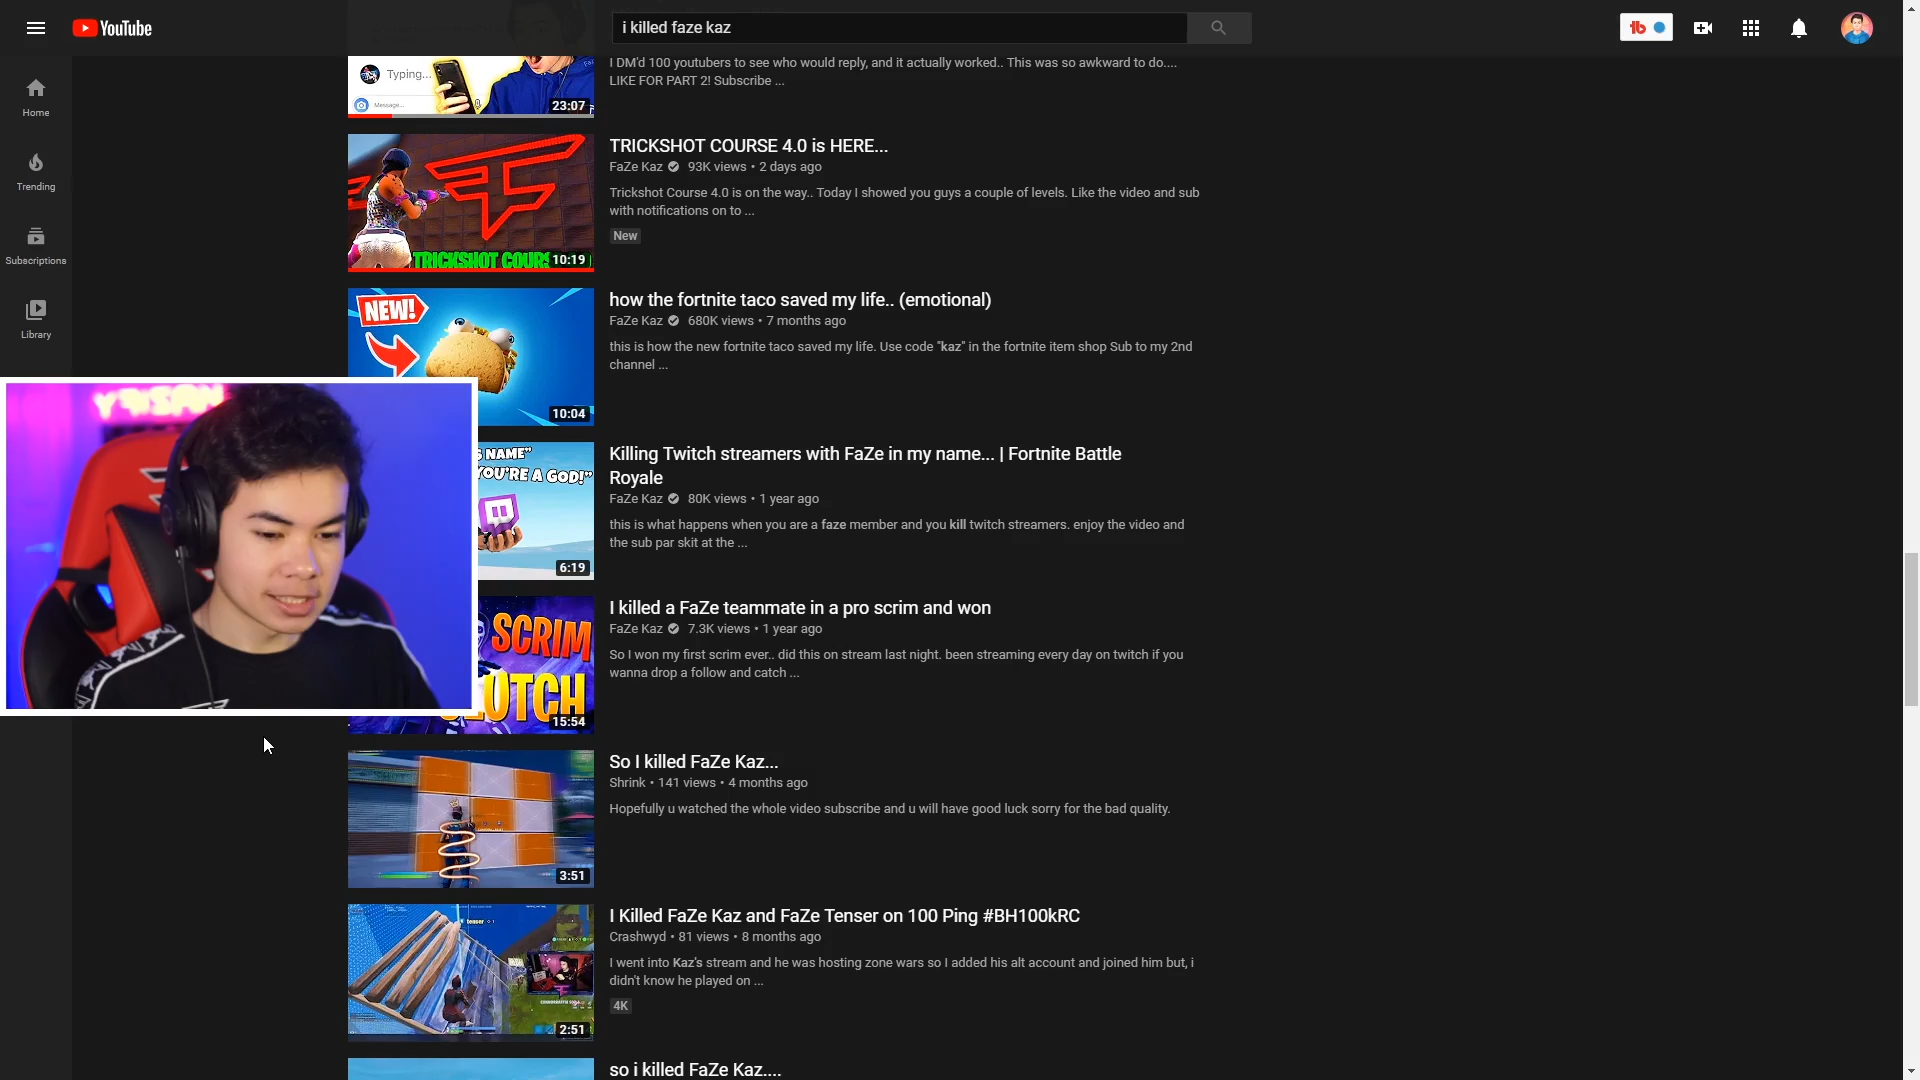 YouTube
i killed faze kaz
Home
Trending
Subscriptions
Library
Typing...
Message...
23:07
I DM'd 100 youtubers to see who would reply, and it actually worked.. This was so awkward to do....
LIKE FOR PART 2! Subscribe ...
TRICKSHOT COURS
10:19
TRICKSHOT COURSE 4.0 is HERE...
FaZe Kaz 93K views • 2 days ago
Trickshot Course 4.0 is on the way.. Today I showed you guys a couple of levels. Like the video and sub
with notifications on to ...
New
NEW!
10:04
how the fortnite taco saved my life.. (emotional)
FaZe Kaz 680K views • 7 months ago
this is how the new fortnite taco saved my life. Use code "kaz" in the fortnite item shop Sub to my 2nd
channel ...
S NAME"
YOU'RE A GOD!"
6:19
Killing Twitch streamers with FaZe in my name... | Fortnite Battle
Royale
FaZe Kaz 80K views • 1 year ago
this is what happens when you are a faze member and you kill twitch streamers. enjoy the video and
the sub par skit at the ...
SCRIM
UTCH
15:54
I killed a FaZe teammate in a pro scrim and won
FaZe Kaz 7.3K views • 1 year ago
So I won my first scrim ever.. did this on stream last night. been streaming every day on twitch if you
wanna drop a follow and catch ...
3:51
So I killed FaZe Kaz...
Shrink • 141 views • 4 months ago
Hopefully u watched the whole video subscribe and u will have good luck sorry for the bad quality.
tenser
2:51
I Killed FaZe Kaz and FaZe Tenser on 100 Ping #BH100kRC
Crashwyd • 81 views • 8 months ago
I went into Kaz's stream and he was hosting zone wars so I added his alt account and joined him but, i
didn't know he played on ...
4K
so i killed FaZe Kaz....